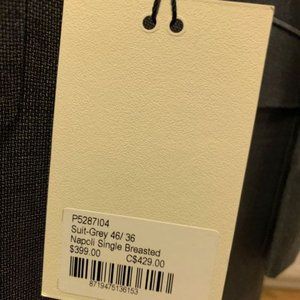 P5287I04
Suit-Grey 46/ 36
Napoli Single Breasted
$399.00 C$429.00
8719475136153